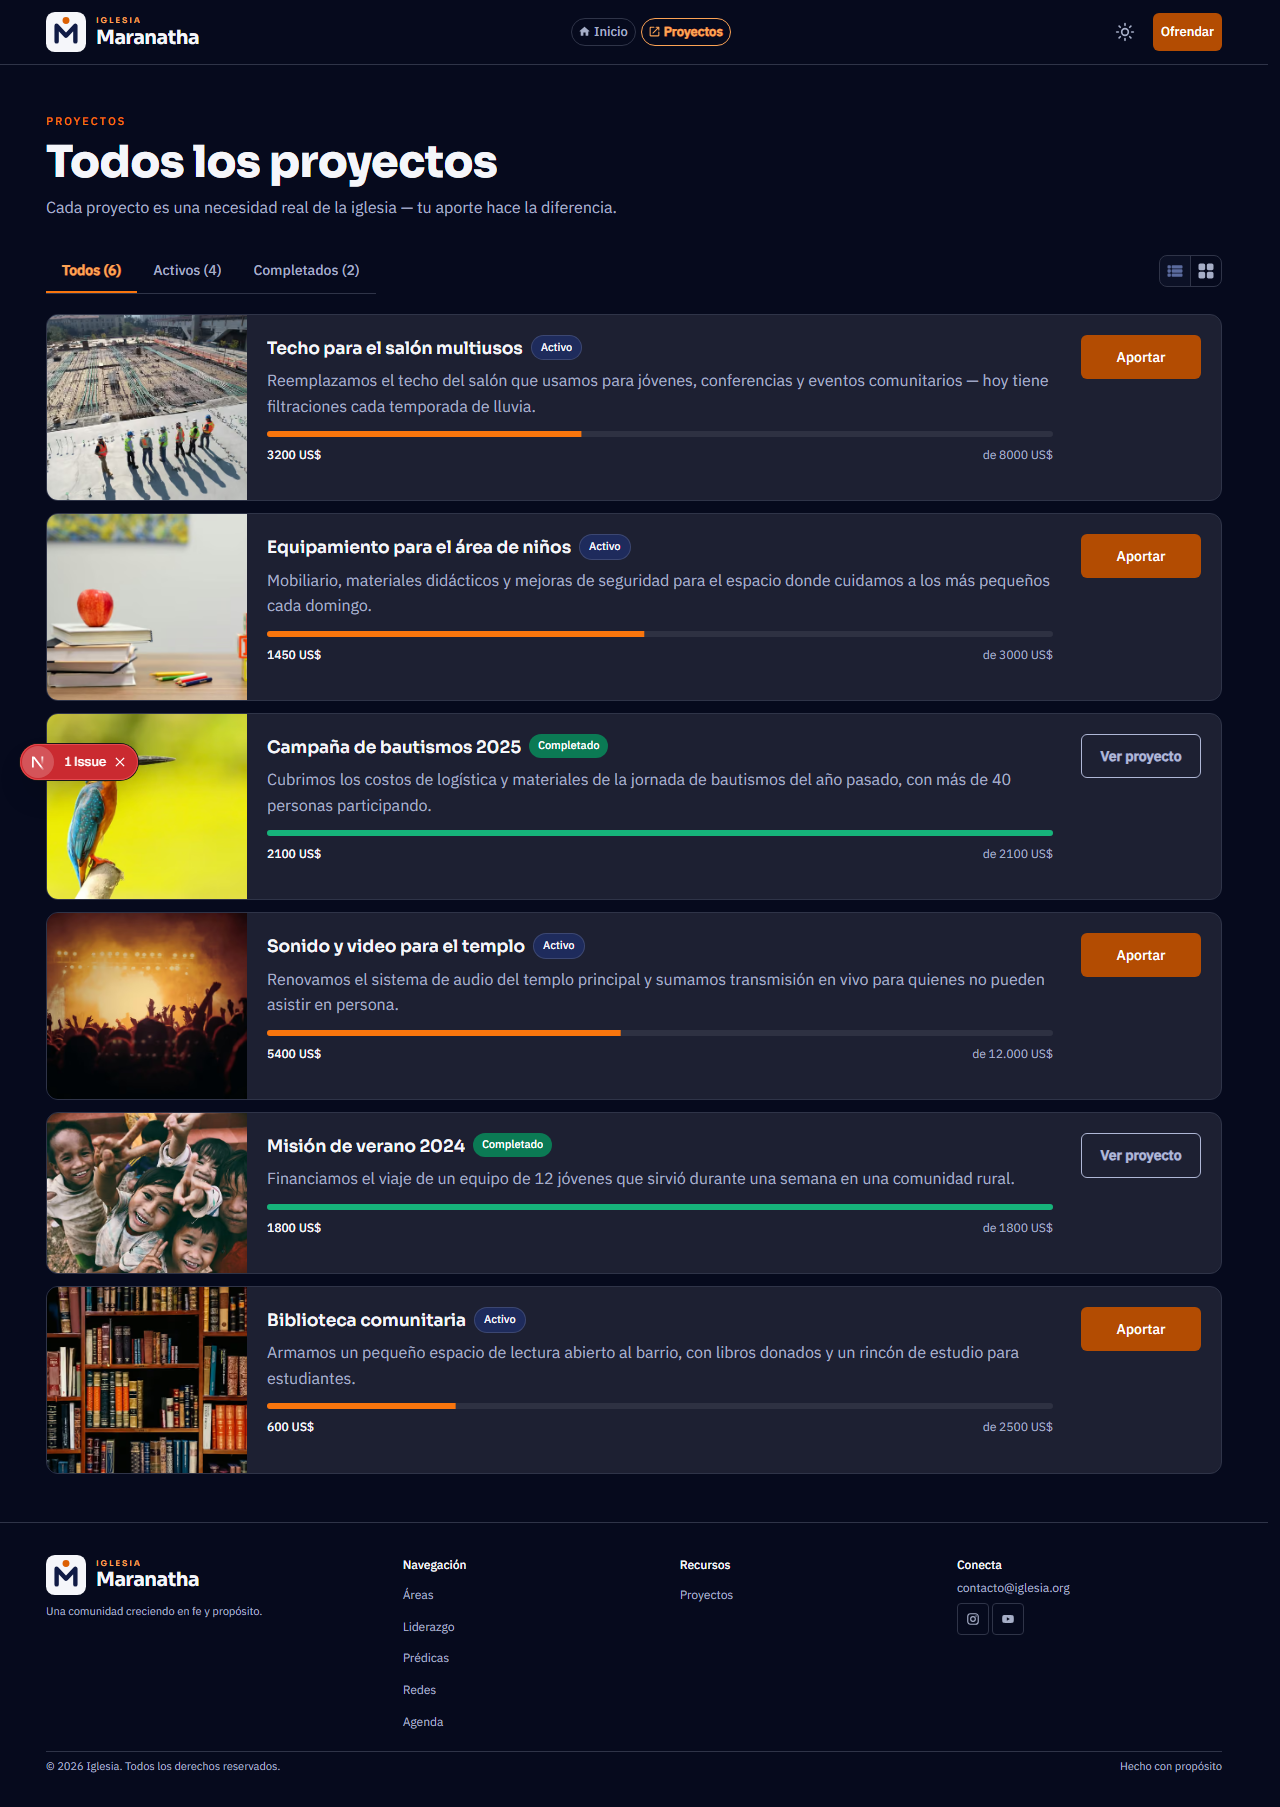 IGLESIA
Maranatha
Inicio
Proyectos
Ofrendar
PROYECTOS
Todos los proyectos
Cada proyecto es una necesidad real de la iglesia — tu aporte hace la diferencia.
Todos (6)
Activos (4)
Completados (2)
Techo para el salón multiusos
Activo
Aportar
Reemplazamos el techo del salón que usamos para jóvenes, conferencias y eventos comunitarios — hoy tiene
filtraciones cada temporada de lluvia.
3200 US$
de 8000 US$
Equipamiento para el área de niños
Activo
Aportar
Mobiliario, materiales didácticos y mejoras de seguridad para el espacio donde cuidamos a los más pequeños
cada domingo.
1450 US$
de 3000 US$
Campaña de bautismos 2025
Completado
Ver proyecto
N
1 Issue
Cubrimos los costos de logística y materiales de la jornada de bautismos del año pasado, con más de 40
personas participando.
2100 US$
de 2100 US$
Sonido y video para el templo
Activo
Aportar
Renovamos el sistema de audio del templo principal y sumamos transmisión en vivo para quienes no pueden
asistir en persona.
5400 US$
de 12.000 US$
Misión de verano 2024
Completado
Ver proyecto
Financiamos el viaje de un equipo de 12 jóvenes que sirvió durante una semana en una comunidad rural.
1800 US$
de 1800 US$
Biblioteca comunitaria
Activo
Aportar
Armamos un pequeño espacio de lectura abierto al barrio, con libros donados y un rincón de estudio para
estudiantes.
600 US$
de 2500 US$
IGLESIA
Maranatha
Una comunidad creciendo en fe y propósito.
Navegación
Áreas
Liderazgo
Prédicas
Redes
Agenda
Recursos
Proyectos
Conecta
contacto@iglesia.org
© 2026 Iglesia. Todos los derechos reservados.
Hecho con propósito